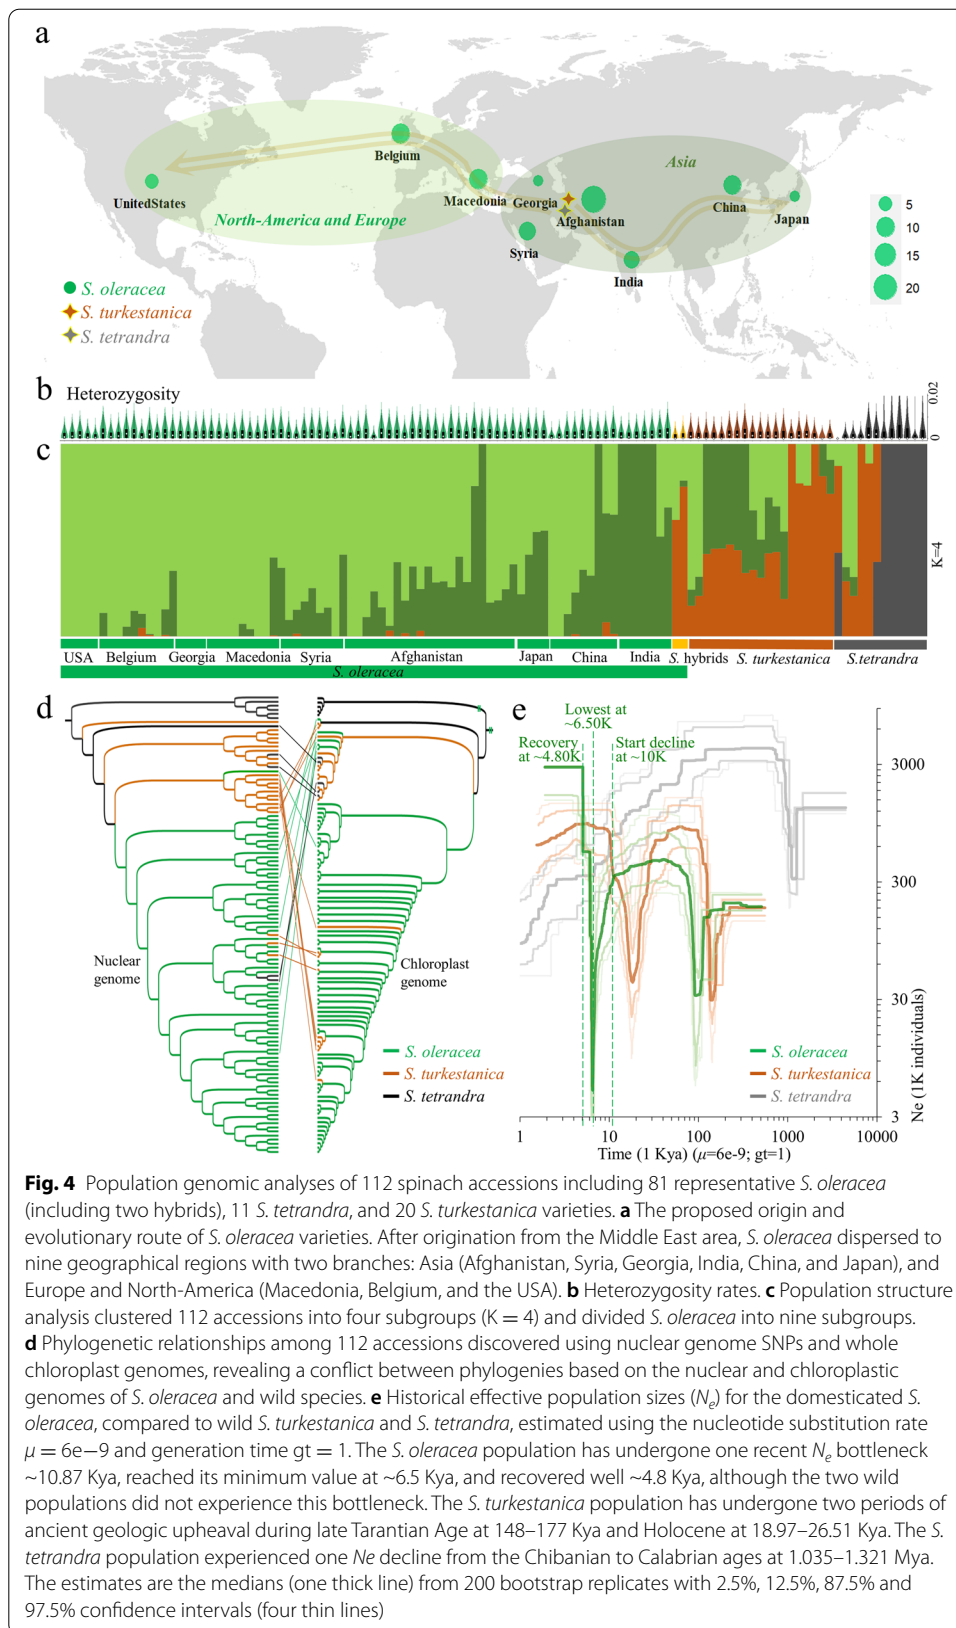 a
Asia
Belgium
UnitedStates
Macedonia
Georgia
Afghanistan
China
Japan
North-America and Europe
Syria
India
5
10
15
20
S. oleracea
S. turkestanica
S. tetrandra
b
Heterozygosity
0.02
0
c
K=4
USA Belgium Georgia Macedonia Syria Afghanistan Japan China India S. hybrids S. turkestanica S.tetrandra
S. oleracea
d
Nuclear
genome
Chloroplast
genome
S. oleracea
S. turkestanica
S. tetrandra
e
Lowest at
~6.50K
Recovery
at ~4.80K
Start decline
at ~10K
3000
300
30
3
Ne (1K individuals)
S. oleracea
S. turkestanica
S. tetrandra
1 10 100 1000 10000
Time (1 Kya) (μ=6e-9; gt=1)
Fig. 4 Population genomic analyses of 112 spinach accessions including 81 representative S. oleracea
(including two hybrids), 11 S. tetrandra, and 20 S. turkestanica varieties. a The proposed origin and
evolutionary route of S. oleracea varieties. After origination from the Middle East area, S. oleracea dispersed to
nine geographical regions with two branches: Asia (Afghanistan, Syria, Georgia, India, China, and Japan), and
Europe and North-America (Macedonia, Belgium, and the USA). b Heterozygosity rates. c Population structure
analysis clustered 112 accessions into four subgroups (K = 4) and divided S. oleracea into nine subgroups.
d Phylogenetic relationships among 112 accessions discovered using nuclear genome SNPs and whole
chloroplast genomes, revealing a conflict between phylogenies based on the nuclear and chloroplastic
genomes of S. oleracea and wild species. e Historical effective population sizes (Ne) for the domesticated S.
oleracea, compared to wild S. turkestanica and S. tetrandra, estimated using the nucleotide substitution rate
μ = 6e−9 and generation time gt = 1. The S. oleracea population has undergone one recent Ne bottleneck
~10.87 Kya, reached its minimum value at ~6.5 Kya, and recovered well ~4.8 Kya, although the two wild
populations did not experience this bottleneck. The S. turkestanica population has undergone two periods of
ancient geologic upheaval during late Tarantian Age at 148–177 Kya and Holocene at 18.97–26.51 Kya. The S.
tetrandra population experienced one Ne decline from the Chibanian to Calabrian ages at 1.035–1.321 Mya.
The estimates are the medians (one thick line) from 200 bootstrap replicates with 2.5%, 12.5%, 87.5% and
97.5% confidence intervals (four thin lines)